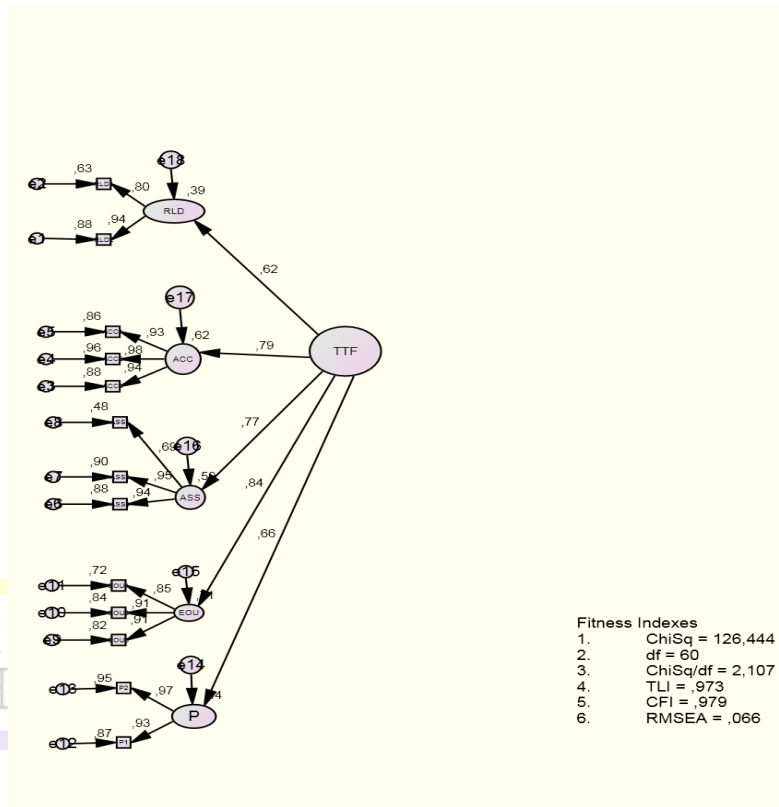 e18
e2
,63
,80
,39
RLD
e1
,88
,94
,62
e17
e5
,86
,93
,62
TTF
e4
,96
,98
ACC
,79
e3
,88
,94
e8
,48
,69
e16
,77
e7
,90
,95
ASS
e6
,88
,94
,84
,66
e15
e11
,72
,85
e10
,84
,91
EOU
e9
,82
,91
e14
e13
,95
P2
,97
P
e12
,87
P1
,93
Fitness Indexes
1. ChiSq = 126,444
2. df = 60
3. ChiSq/df = 2,107
4. TLI = ,973
5. CFI = ,979
6. RMSEA = ,066